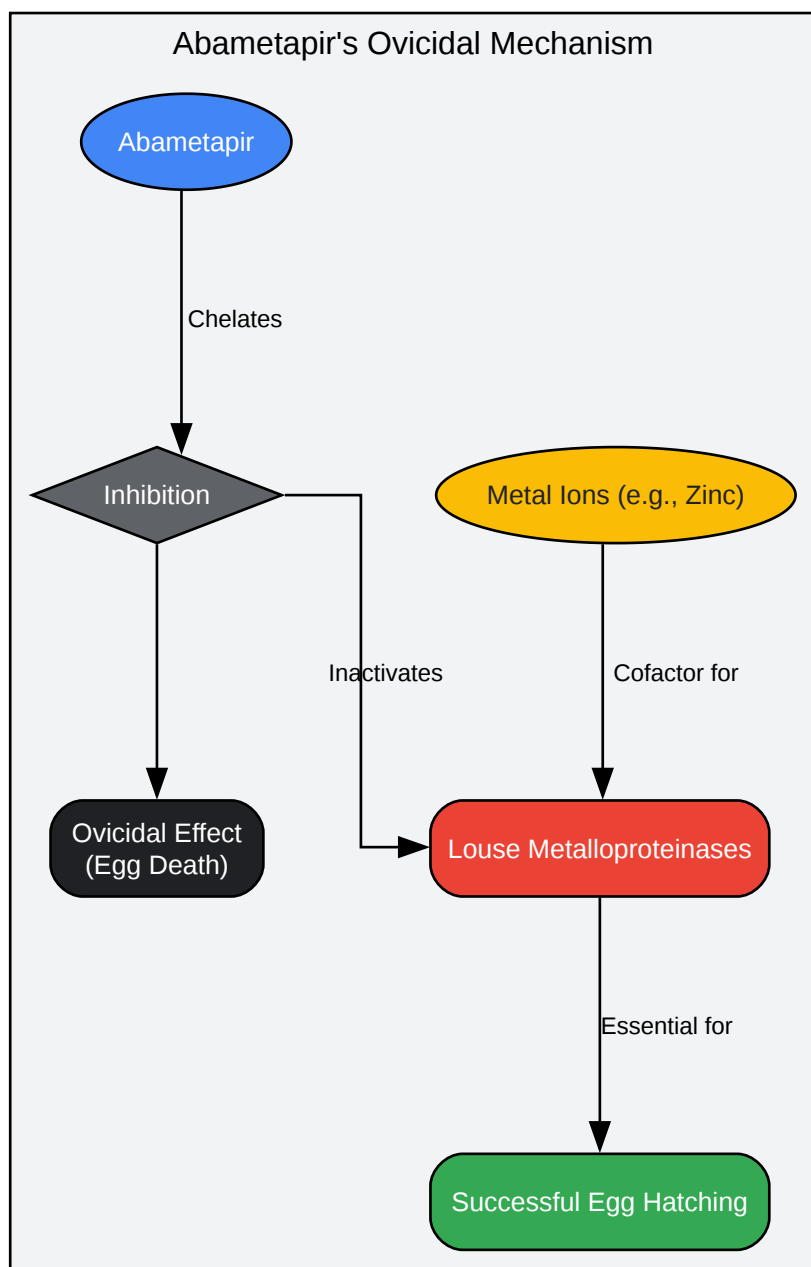 Abametapir's Ovicidal Mechanism
Abametapir
Chelates
Inhibition
Metal Ions (e.g., Zinc)
Inactivates
Cofactor for
Ovicidal Effect
(Egg Death)
Louse Metalloproteinases
Essential for
Successful Egg Hatching